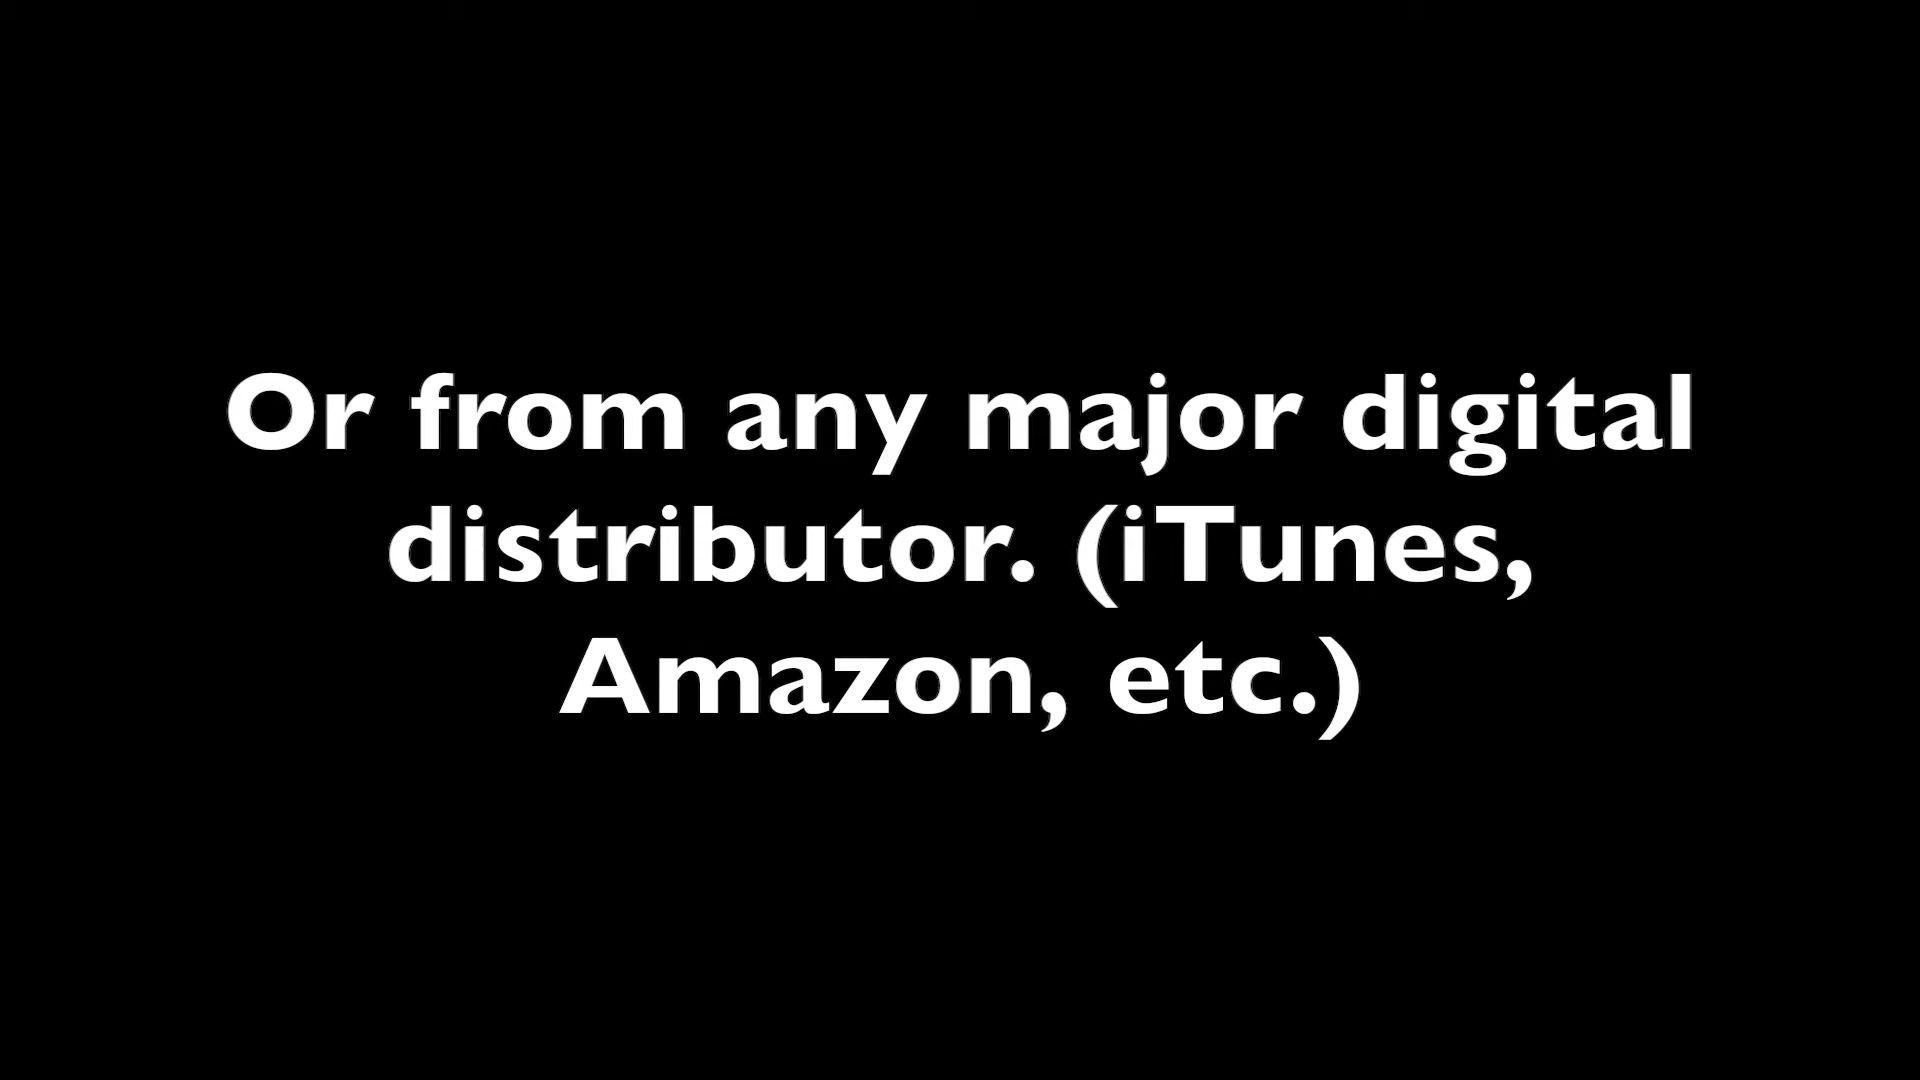 Or from any major digital
distributor. (iTunes,
Amazon, etc.)